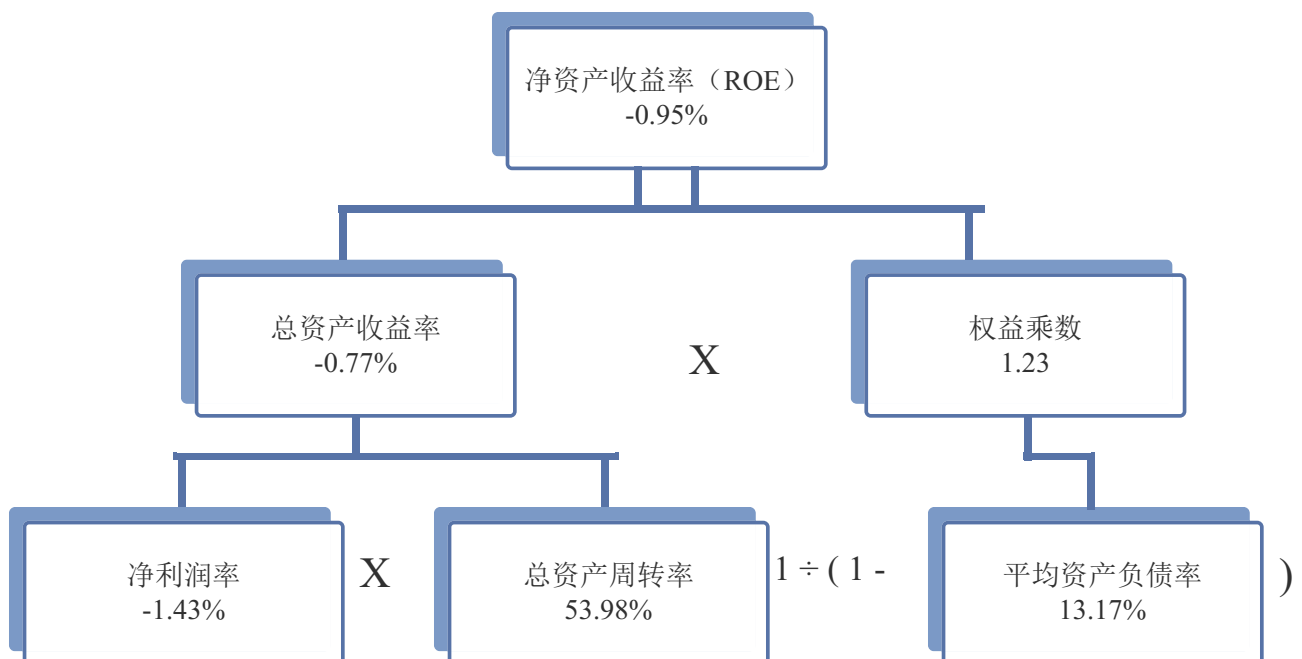 净资产收益率（ROE）
-0.95%
总资产收益率
-0.77%
X
权益乘数
1.23
净利润率
-1.43%
X
总资产周转率
53.98%
1 ÷ ( 1 -
平均资产负债率
13.17%
)